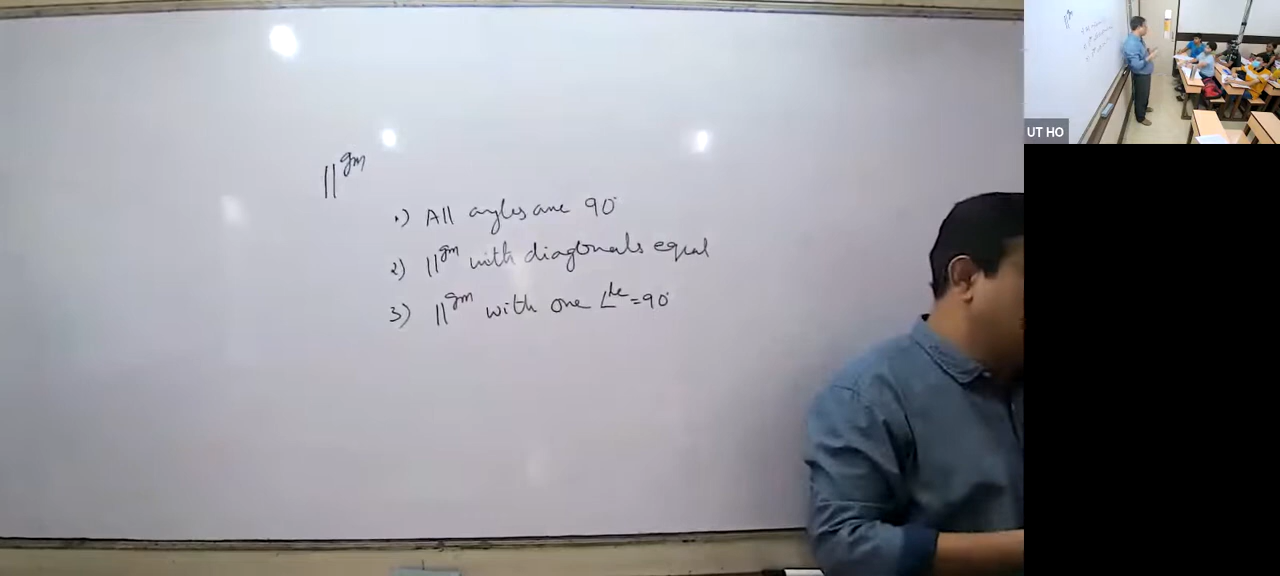 ||gm
1.) All angles are 90°
2) ||gm with diagonals equal
3) ||gm with one ∠le = 90°
UT HO